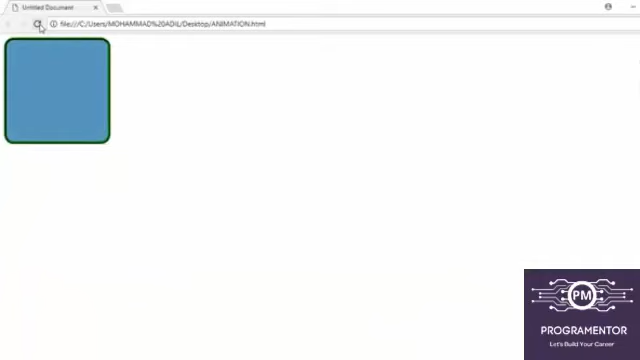 Untitled Document
file:///C:/Users/MOHAMMAD%20ADIL/Desktop/ANIMATION.html
PM
PROGRAMENTOR
Let's Build Your Career